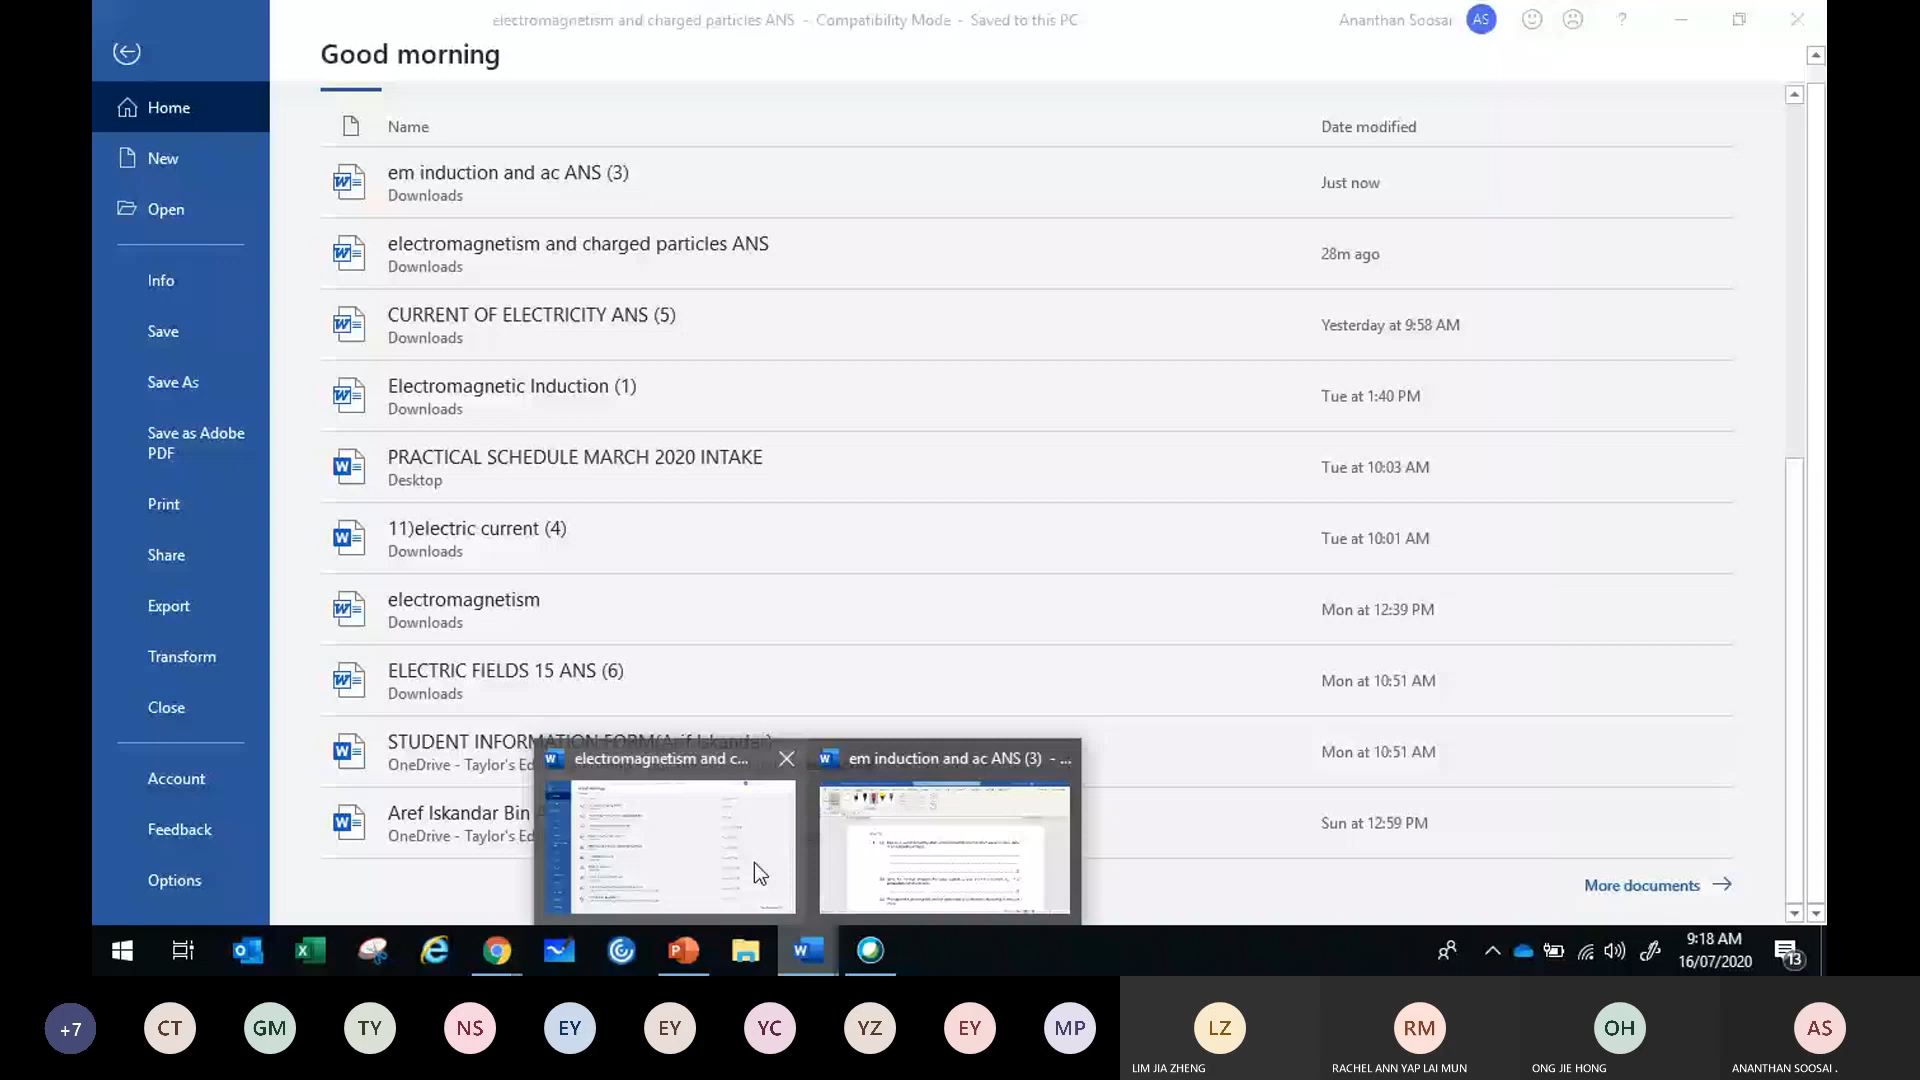 electromagnetism and charged particles ANS - Compatibility Mode - Saved to this PC
Ananthan Soosai
AS
?
Good morning
Home
New
Open
Info
Save
Save As
Save as Adobe
PDF
Print
Share
Export
Transform
Close
Account
Feedback
Options
Name
Date modified
em induction and ac ANS (3)
Downloads
Just now
electromagnetism and charged particles ANS
Downloads
28m ago
CURRENT OF ELECTRICITY ANS (5)
Downloads
Yesterday at 9:58 AM
Electromagnetic Induction (1)
Downloads
Tue at 1:40 PM
PRACTICAL SCHEDULE MARCH 2020 INTAKE
Desktop
Tue at 10:03 AM
11)electric current (4)
Downloads
Tue at 10:01 AM
electromagnetism
Downloads
Mon at 12:39 PM
ELECTRIC FIELDS 15 ANS (6)
Downloads
Mon at 10:51 AM
STUDENT INFORMATION FORM(Arif Iskandar)
OneDrive - Taylor's Ed
Mon at 10:51 AM
Aref Iskandar Bin
OneDrive - Taylor's Ed
Sun at 12:59 PM
electromagnetism and c...
em induction and ac ANS (3) - ...
More documents
9:18 AM
16/07/2020
13
+7
CT
GM
TY
NS
EY
EY
YC
YZ
EY
MP
LZ
LIM JIA ZHENG
RM
RACHEL ANN YAP LAI MUN
OH
ONG JIE HONG
AS
ANANTHAN SOOSAI .